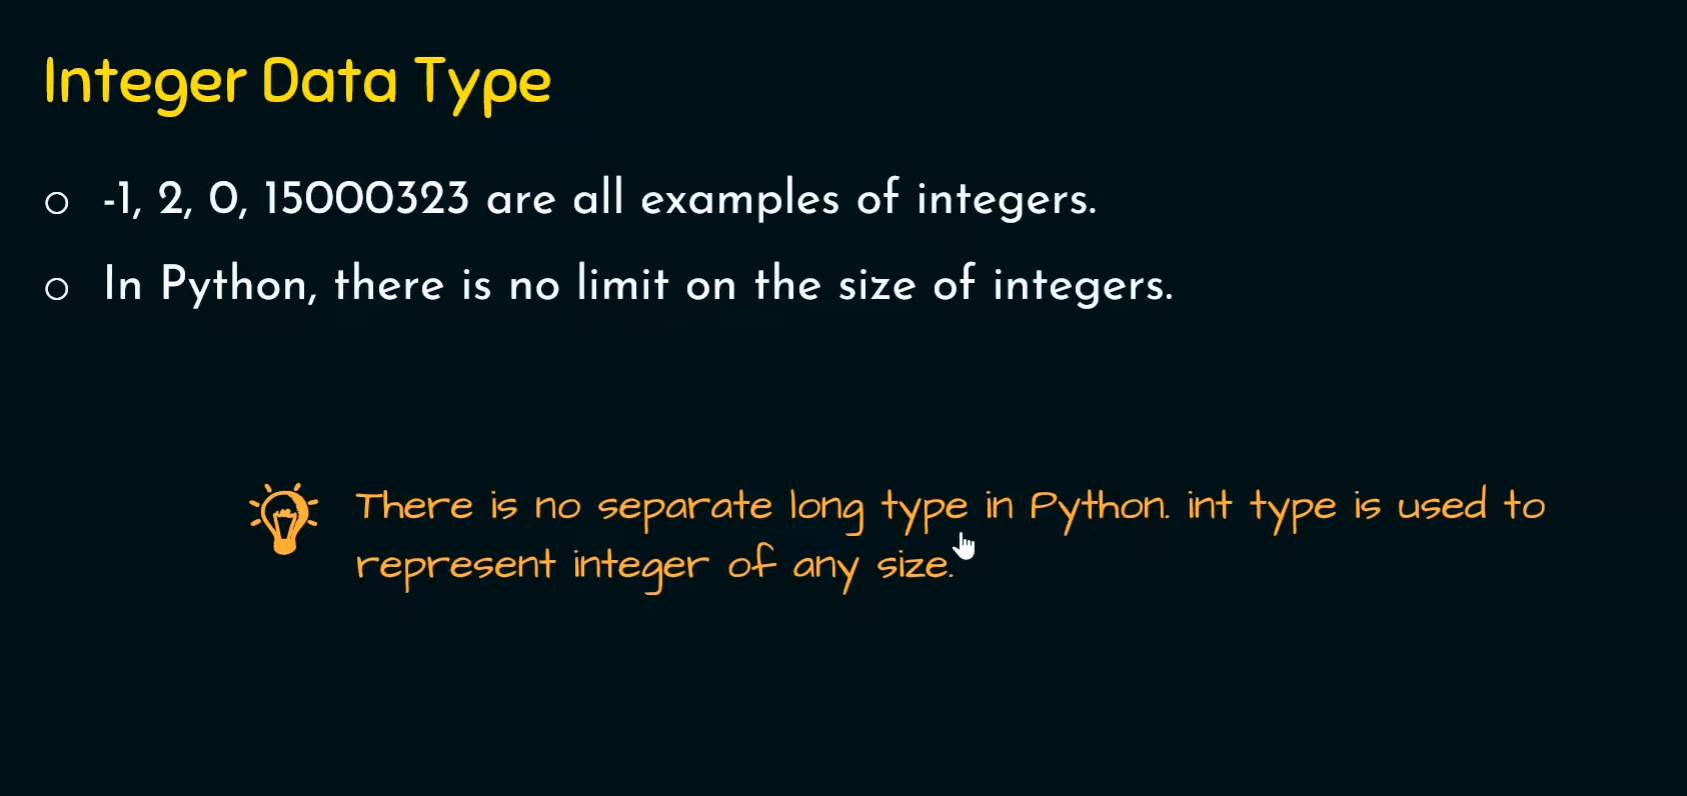 Integer Data Type
-1, 2, 0, 15000323 are all examples of integers.
In Python, there is no limit on the size of integers.
There is no separate long type in Python. int type is used to
represent integer of any size.